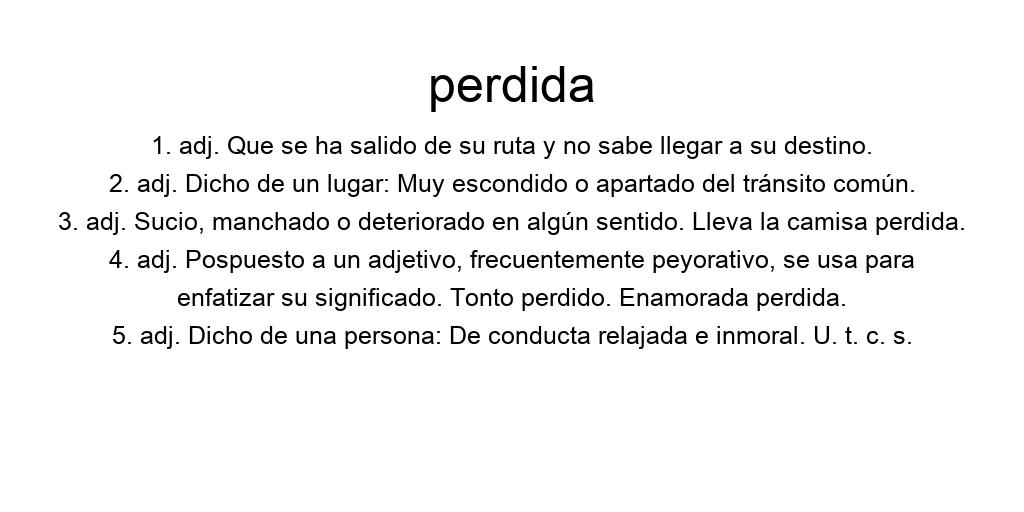 perdida
1. adj. Que se ha salido de su ruta y no sabe llegar a su destino.
2. adj. Dicho de un lugar: Muy escondido o apartado del tránsito común.
3. adj. Sucio, manchado o deteriorado en algún sentido. Lleva la camisa perdida.
4. adj. Pospuesto a un adjetivo, frecuentemente peyorativo, se usa para
enfatizar su significado. Tonto perdido. Enamorada perdida.
5. adj. Dicho de una persona: De conducta relajada e inmoral. U. t. c. s.